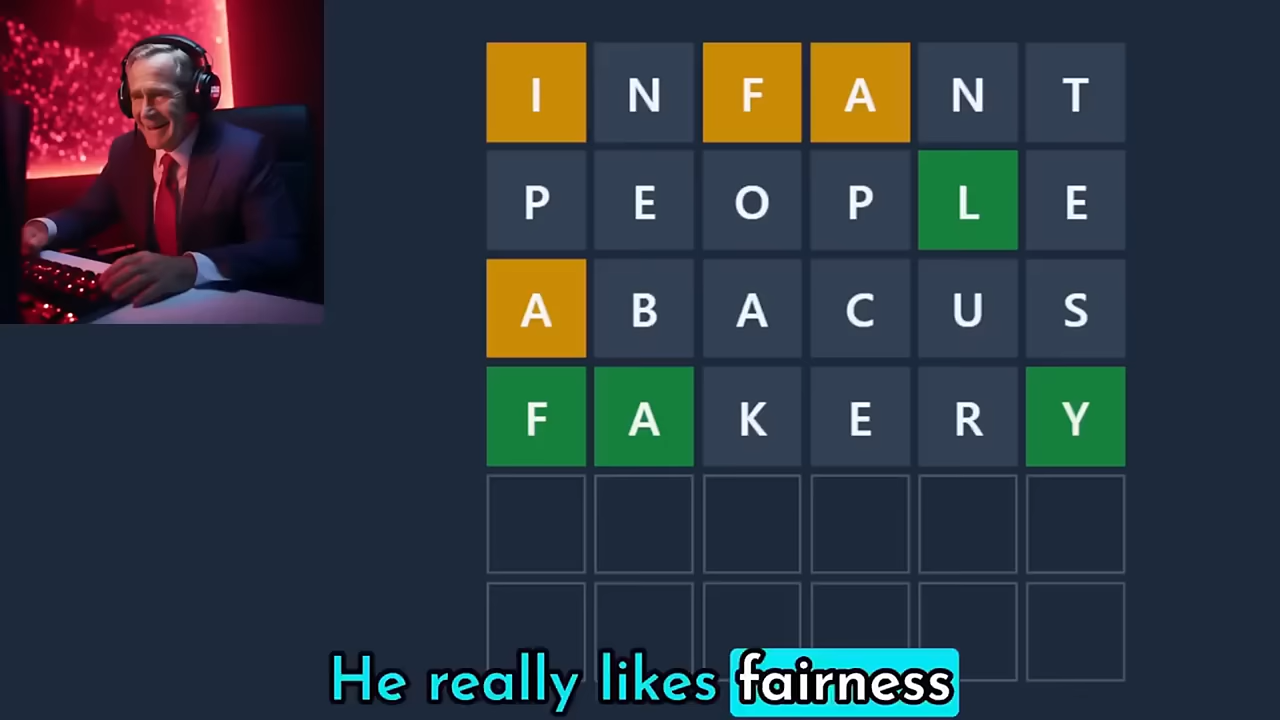 INFANT
PEOPLE
ABACUS
FAKERY
He really likes fairness